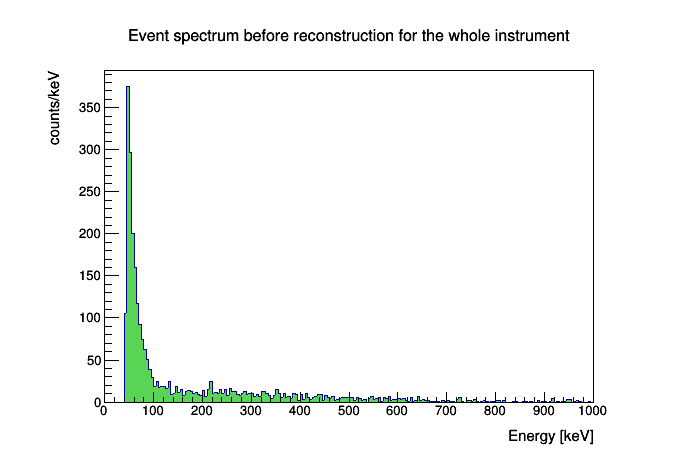 Event spectrum before reconstruction for the whole instrument
counts/keV
350
300
250
200
150
100
50
0
0 100 200 300 400 500 600 700 800 900 1000
Energy [keV]